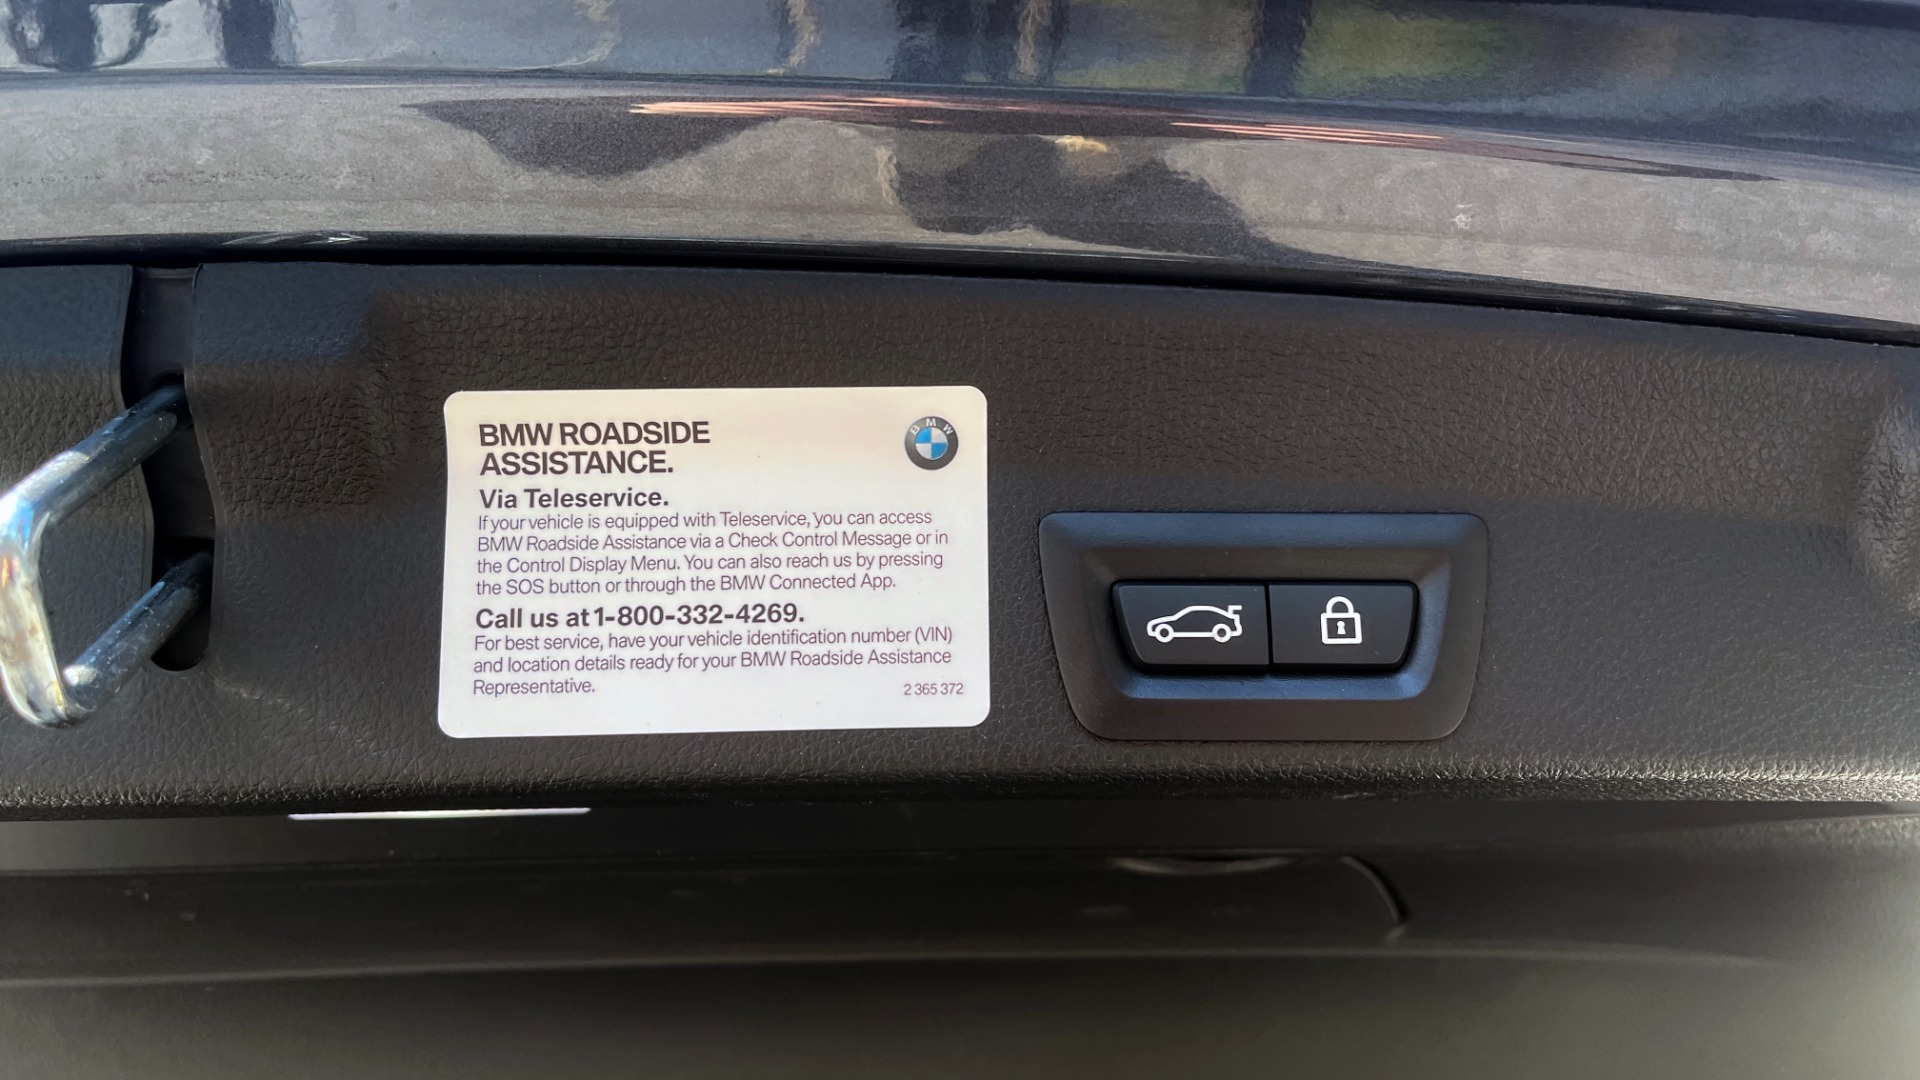 BMW ROADSIDE
ASSISTANCE.
BMW
Via Teleservice.
If your vehicle is equipped with Teleservice, you can access
BMW Roadside Assistance via a Check Control Message or in
the Control Display Menu. You can also reach us by pressing
the SOS button or through the BMW Connected App.
Call us at 1-800-332-4269.
For best service, have your vehicle identification number (VIN)
and location details ready for your BMW Roadside Assistance
Representative.
2 365 372